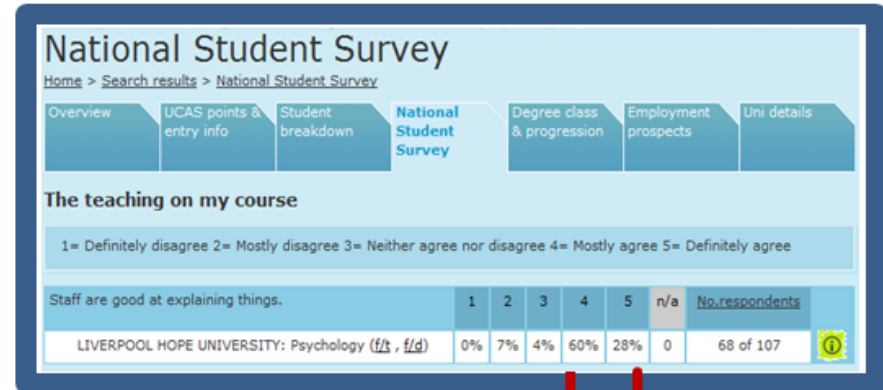 National Student Survey
Home > Search results > National Student Survey
Overview
UCAS points & entry info
Student breakdown
National Student Survey
Degree class & progression
Employment prospects
Uni details
The teaching on my course
1= Definitely disagree 2= Mostly disagree 3= Neither agree nor disagree 4= Mostly agree 5= Definitely agree
Staff are good at explaining things. 1 2 3 4 5 n/a No.respondents
LIVERPOOL HOPE UNIVERSITY: Psychology (f/t , f/d) 0% 7% 4% 60% 28% 0 68 of 107 i